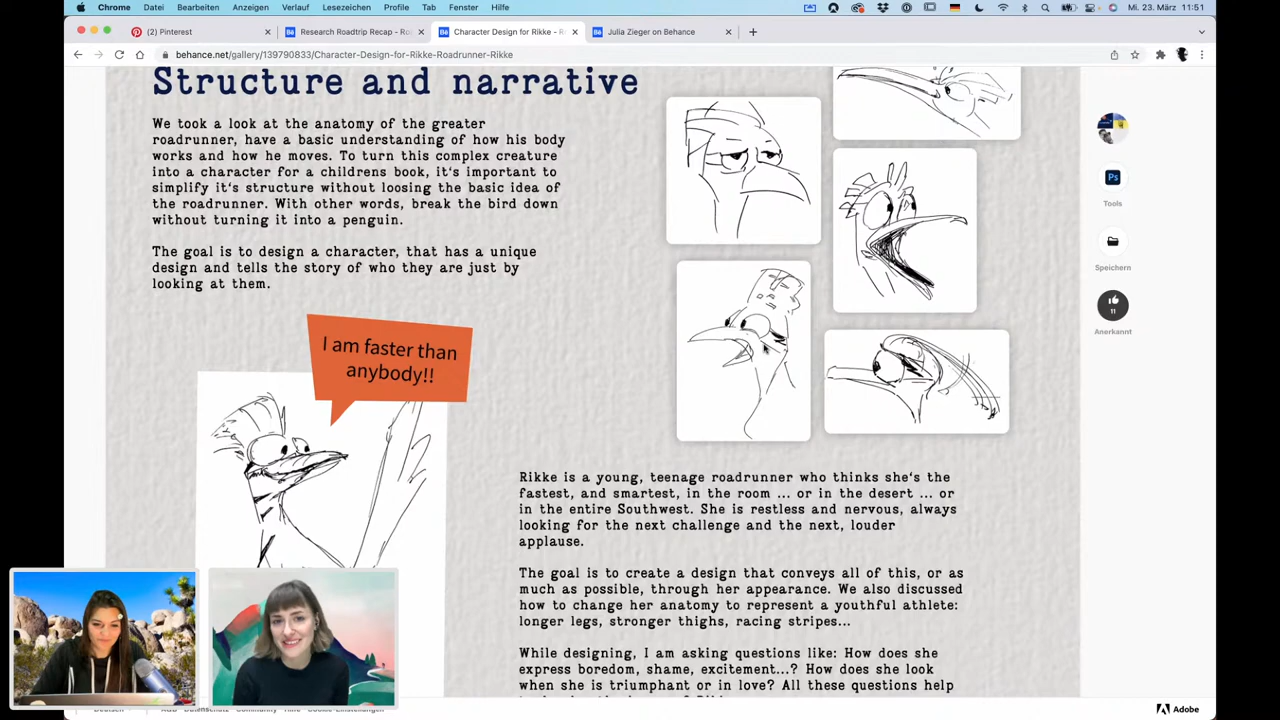 Chrome Datei Bearbeiten Anzeigen Verlauf Lesezeichen Profile Tab Fenster Hilfe Mi. 23. März 11:51
(2) Pinterest
Research Roadtrip Recap - Ro
Character Design for Rikke - R
Julia Zieger on Behance
behance.net/gallery/139790833/Character-Design-for-Rikke-Roadrunner-Rikke
Structure and narrative
We took a look at the anatomy of the greater
roadrunner, have a basic understanding of how his body
works and how he moves. To turn this complex creature
into a character for a childrens book, it's important to
simplify it's structure without loosing the basic idea of
the roadrunner. With other words, break the bird down
without turning it into a penguin.
The goal is to design a character, that has a unique
design and tells the story of who they are just by
looking at them.
I am faster than
anybody!!
Rikke is a young, teenage roadrunner who thinks she's the
fastest, and smartest, in the room ... or in the desert ... or
in the entire Southwest. She is restless and nervous, always
looking for the next challenge and the next, louder
applause.
The goal is to create a design that conveys all of this, or as
much as possible, through her appearance. We also discussed
how to change her anatomy to represent a youthful athlete:
longer legs, stronger thighs, racing stripes...
While designing, I am asking questions like: How does she
express boredom, shame, excitement...? How does she look
when she is triumphant or in love? All these questions help
Ps
Tools
Speichern
11
Anerkannt
Adobe